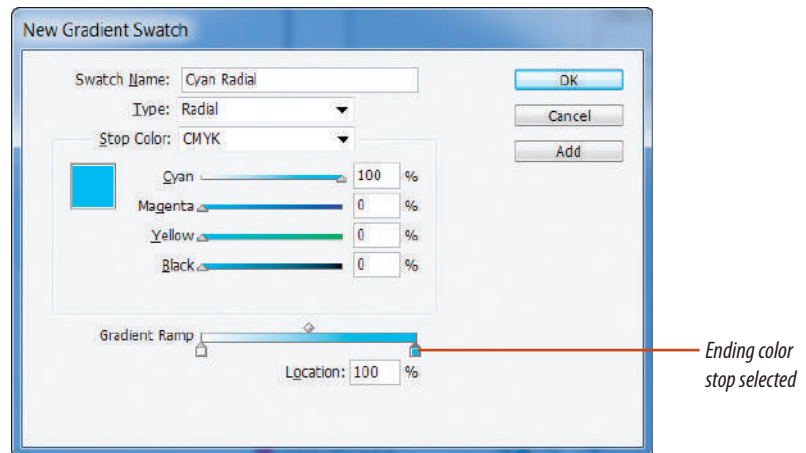 New Gradient Swatch
Swatch Name: Cyan Radial
OK
Type: Radial
Cancel
Stop Color: CMYK
Add
Cyan 100 %
Magenta 0 %
Yellow 0 %
Black 0 %
Gradient Ramp
Location: 100 %
Ending color
stop selected